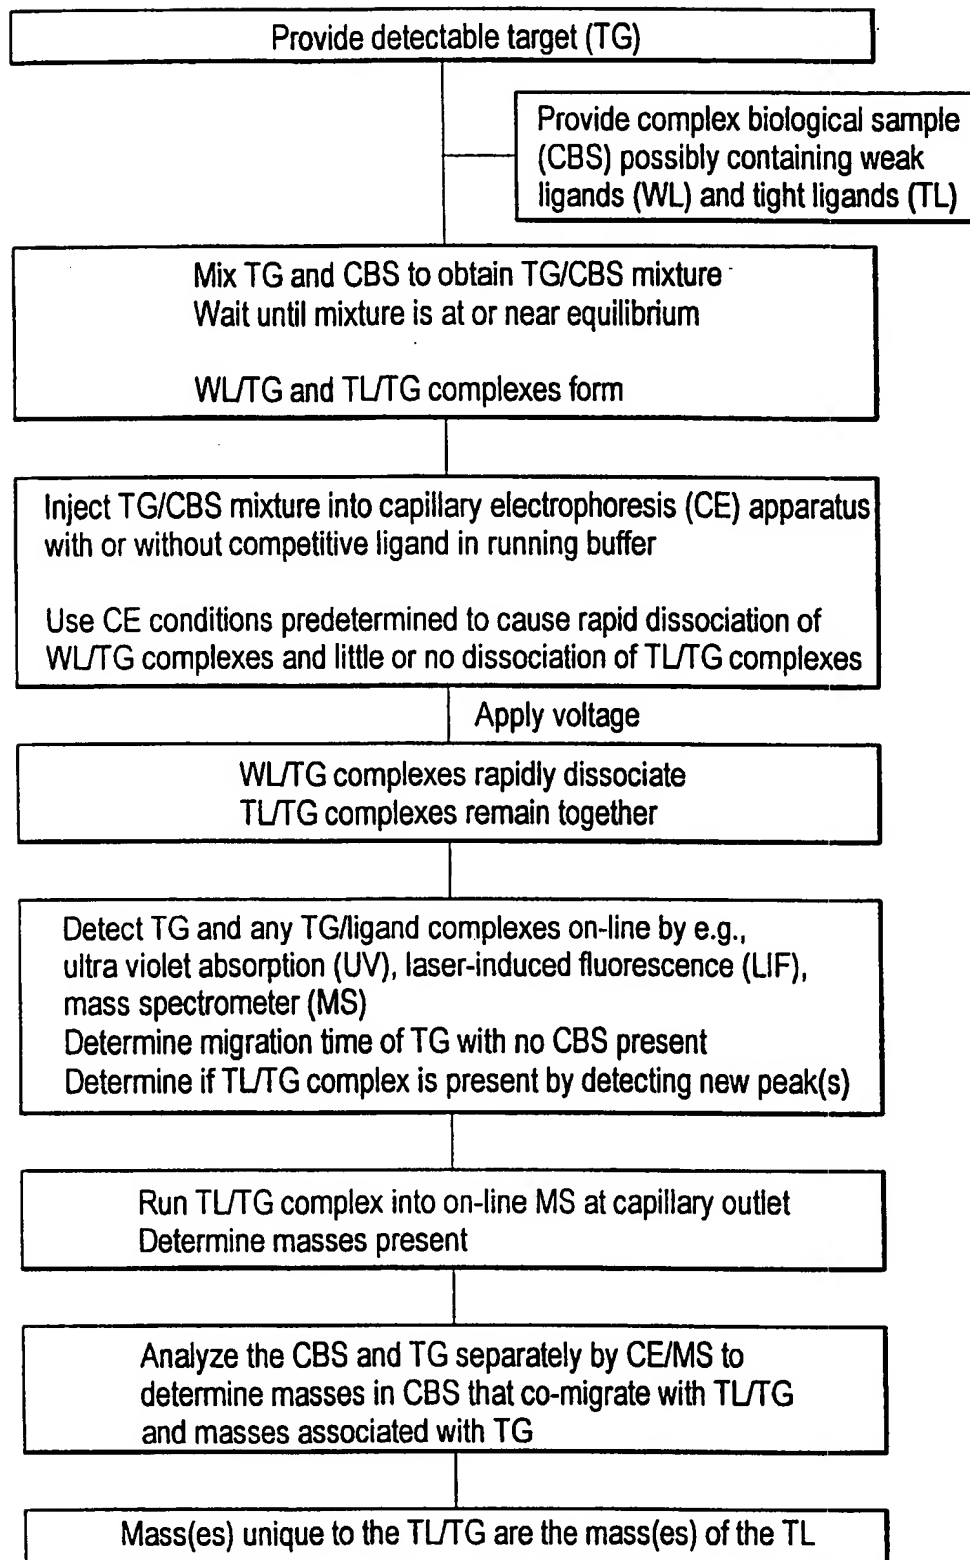 Provide detectable target (TG)
Provide complex biological sample
(CBS) possibly containing weak
ligands (WL) and tight ligands (TL)
Mix TG and CBS to obtain TG/CBS mixture
Wait until mixture is at or near equilibrium
WL/TG and TL/TG complexes form
Inject TG/CBS mixture into capillary electrophoresis (CE) apparatus
with or without competitive ligand in running buffer
Use CE conditions predetermined to cause rapid dissociation of
WL/TG complexes and little or no dissociation of TL/TG complexes
Apply voltage
WL/TG complexes rapidly dissociate
TL/TG complexes remain together
Detect TG and any TG/ligand complexes on-line by e.g.,
ultra violet absorption (UV), laser-induced fluorescence (LIF),
mass spectrometer (MS)
Determine migration time of TG with no CBS present
Determine if TL/TG complex is present by detecting new peak(s)
Run TL/TG complex into on-line MS at capillary outlet
Determine masses present
Analyze the CBS and TG separately by CE/MS to
determine masses in CBS that co-migrate with TL/TG
and masses associated with TG
Mass(es) unique to the TL/TG are the mass(es) of the TL